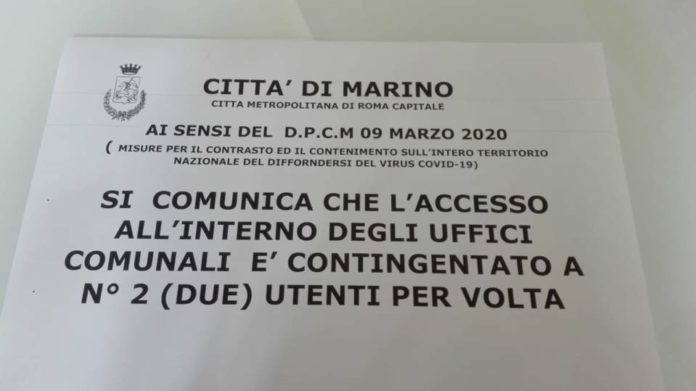 CITTA' DI MARINO
CITTA METROPOLITANA DI ROMA CAPITALE
AI SENSI DEL D.P.C.M 09 MARZO 2020
( MISURE PER IL CONTRASTO ED IL CONTENIMENTO SULL'INTERO TERRITORIO
NAZIONALE DEL DIFFORNDERSI DEL VIRUS COVID-19)
SI COMUNICA CHE L'ACCESSO
ALL'INTERNO DEGLI UFFICI
COMUNALI E' CONTINGENTATO A
N° 2 (DUE) UTENTI PER VOLTA